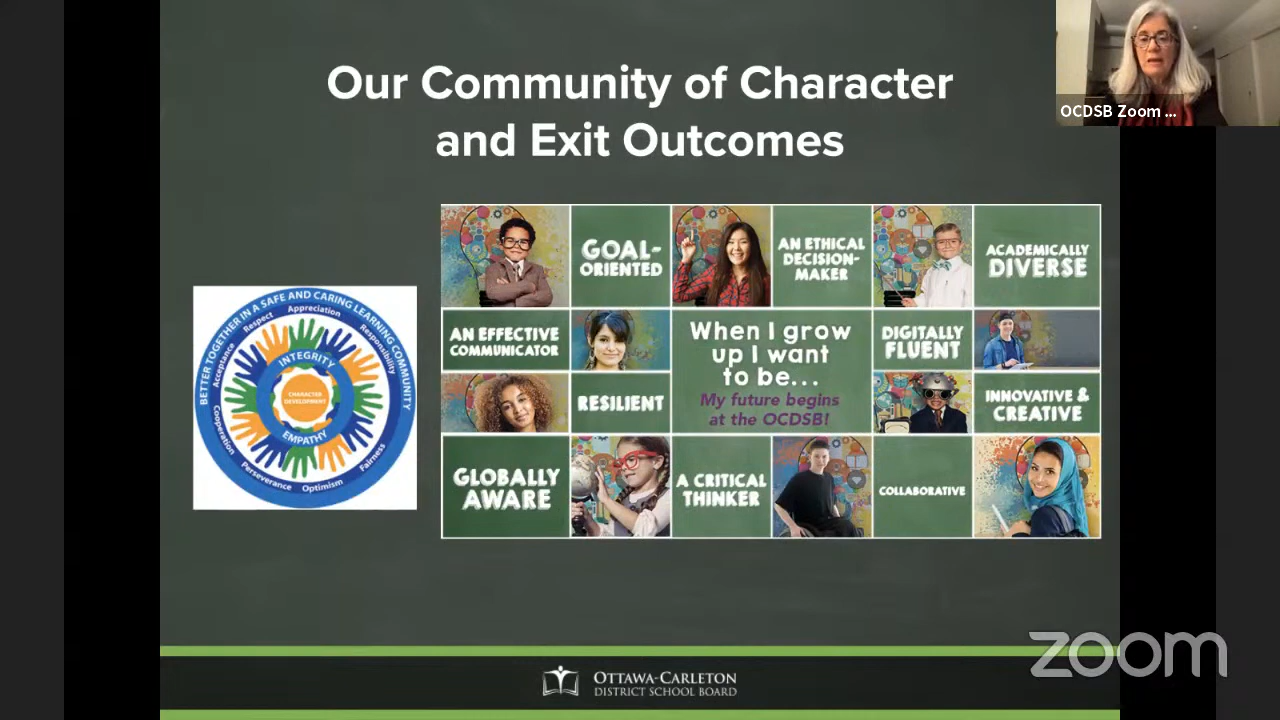 Our Community of Character
and Exit Outcomes
OCDSB Zoom ...
GOAL-
ORIENTED
AN ETHICAL
DECISION-
MAKER
ACADEMICALLY
DIVERSE
AN EFFECTIVE
COMMUNICATOR
When I grow
up I want
to be...
My future begins
at the OCDSB!
DIGITALLY
FLUENT
RESILIENT
INNOVATIVE &
CREATIVE
GLOBALLY
AWARE
A CRITICAL
THINKER
COLLABORATIVE
BETTER TOGETHER IN A SAFE AND CARING LEARNING COMMUNITY
Acceptance
Respect
Appreciation
Responsibility
Cooperation
Perseverance
Optimism
Fairness
INTEGRITY
CHARACTER
DEVELOPMENT
EMPATHY
zoom
OTTAWA-CARLETON
DISTRICT SCHOOL BOARD